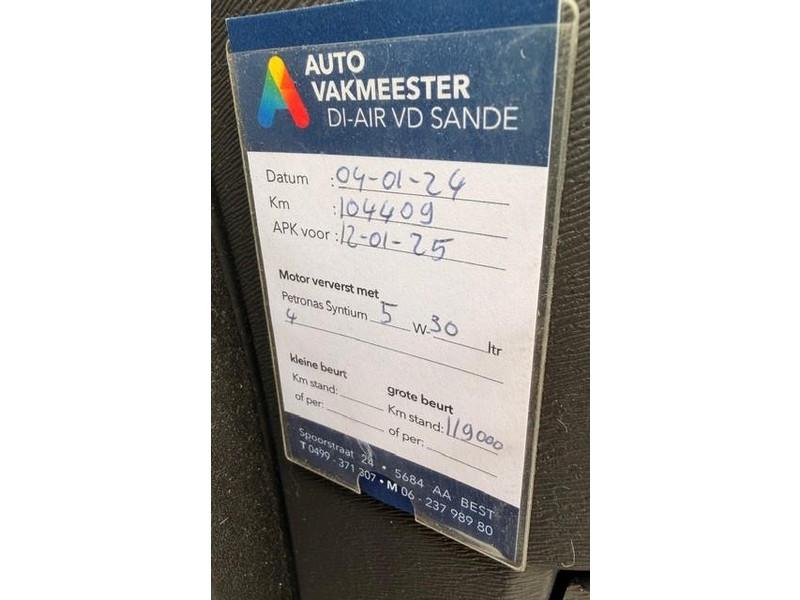 AUTO
VAKMEESTER
DI-AIR VD SANDE
Datum : 04-01-24
Km : 104409
APK voor : 12-01-25
Motor ververst met
Petronas Syntium 5 W-30 ltr
4
kleine beurt
Km stand:
of per:
grote beurt
Km stand: 119000
of per:
Spoorstraat 24 • 5684 AA BEST
T 0499 - 371 307 • M 06 - 237 989 80